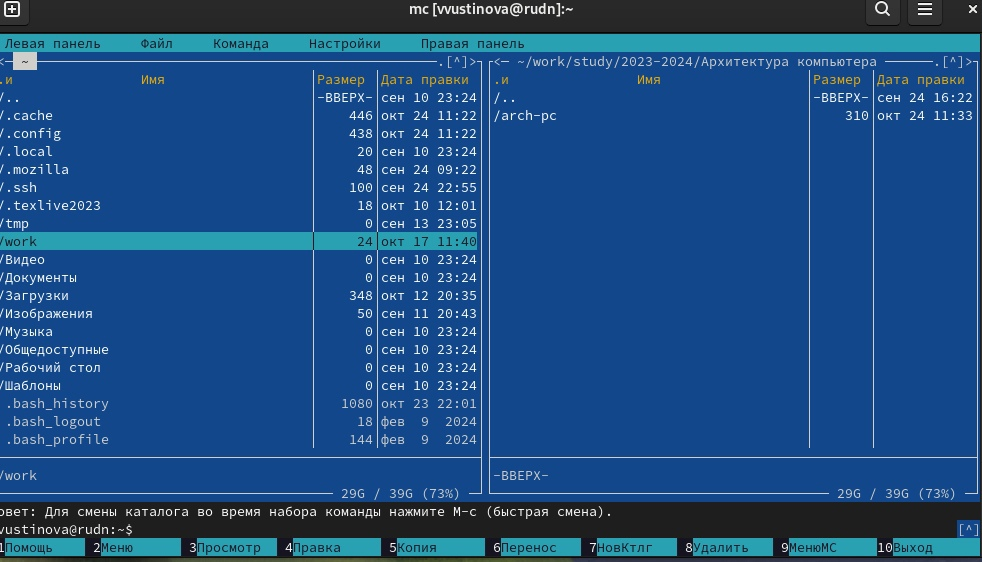 mc [vvustinova@rudn]:~
Левая панель Файл Команда Настройки Правая панель
<─ ~ .[^]> <─ ~/work/study/2023-2024/Архитектура компьютера .[^]>
.и Имя Размер Дата правки .и Имя Размер Дата правки
/.. -ВВЕРХ- сен 10 23:24 /.. -ВВЕРХ- сен 24 16:22
/.cache 446 окт 24 11:22 /arch-pc 310 окт 24 11:33
/.config 438 окт 24 11:22
/.local 20 сен 10 23:24
/.mozilla 48 сен 24 09:22
/.ssh 100 сен 24 22:55
/.texlive2023 18 окт 10 12:01
/tmp 0 сен 13 23:05
/work 24 окт 17 11:40
/Видео 0 сен 10 23:24
/Документы 0 сен 10 23:24
/Загрузки 348 окт 12 20:35
/Изображения 50 сен 11 20:43
/Музыка 0 сен 10 23:24
/Общедоступные 0 сен 10 23:24
/Рабочий стол 0 сен 10 23:24
/Шаблоны 0 сен 10 23:24
.bash_history 1080 окт 23 22:01
.bash_logout 18 фев 9 2024
.bash_profile 144 фев 9 2024
/work -ВВЕРХ-
29G / 39G (73%) 29G / 39G (73%)
овет: Для смены каталога во время набора команды нажмите M-c (быстрая смена).
vustinova@rudn:~$ [^]
1Помощь 2Меню 3Просмотр 4Правка 5Копия 6Перенос 7НовКтлг 8Удалить 9МенюMC 10Выход